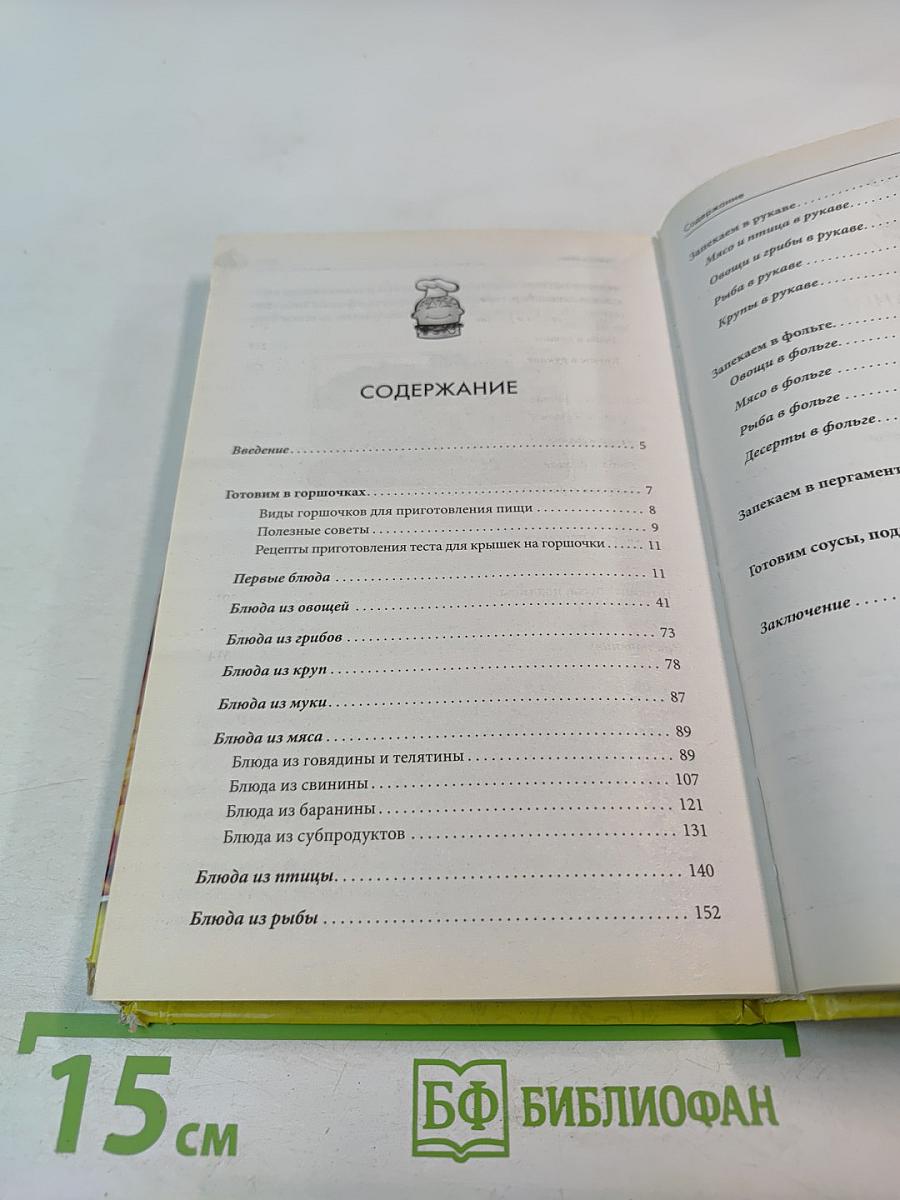 СОДЕРЖАНИЕ
Введение 5
Готовим в горшочках 7
Виды горшочков для приготовления пищи 8
Полезные советы 9
Рецепты приготовления теста для крышек на горшочки 11
Первые блюда 11
Блюда из овощей 41
Блюда из грибов 73
Блюда из круп 78
Блюда из муки 87
Блюда из мяса 89
Блюда из говядины и телятины 89
Блюда из свинины 107
Блюда из баранины 121
Блюда из субпродуктов 131
Блюда из птицы 140
Блюда из рыбы 152
Содержание
Запекаем в рукаве
Мясо и птица в рукаве
Овощи и грибы в рукаве
Рыба в рукаве
Крупы в рукаве
Запекаем в фольге
Овощи в фольге
Мясо в фольге
Рыба в фольге
Десерты в фольге
Запекаем в пергамент
Готовим соусы, под
Заключение
15 см
БФ БИБЛИОФАН